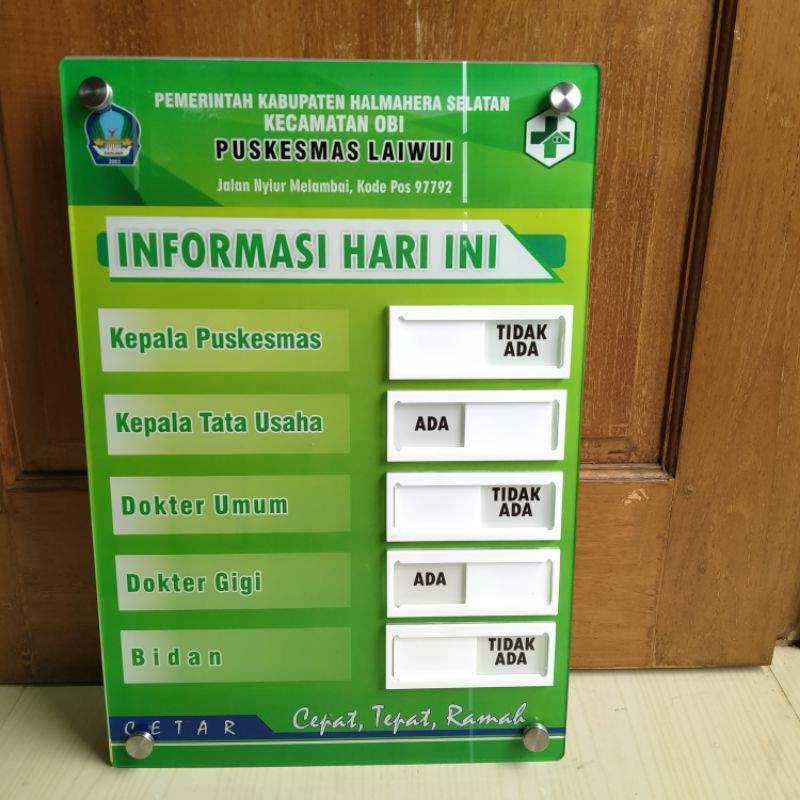 PEMERINTAH KABUPATEN HALMAHERA SELATAN
KECAMATAN OBI
PUSKESMAS LAIWUI
Jalan Nyiur Melambai, Kode Pos 97792
INFORMASI HARI INI
Kepala Puskesmas
TIDAK
ADA
Kepala Tata Usaha
ADA
Dokter Umum
TIDAK
ADA
Dokter Gigi
ADA
Bidan
TIDAK
ADA
CETAR
Cepat, Tepat, Ramah